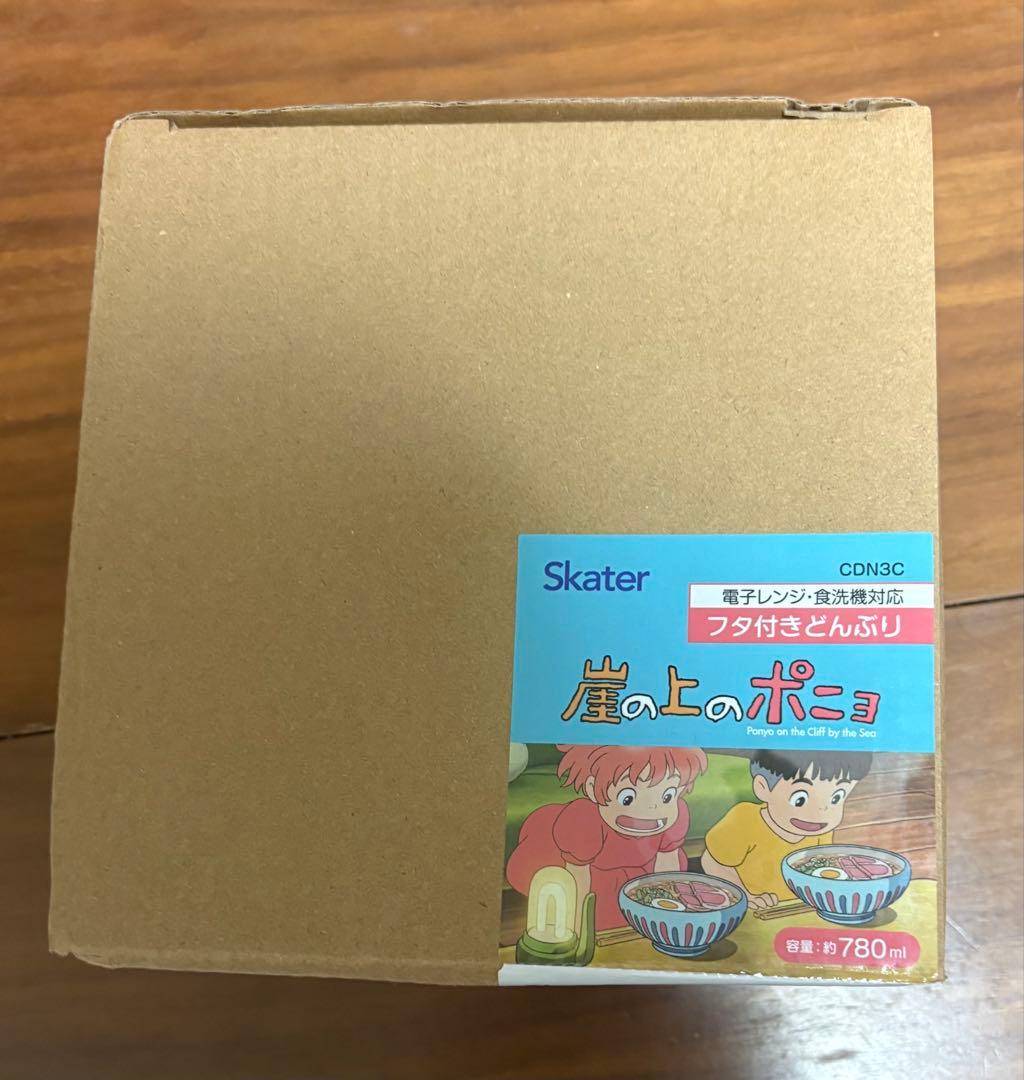 Skater
CDN3C
電子レンジ・食洗機対応
フタ付きどんぶり
崖の上のポニョ
Ponyo on the Cliff by the Sea
容量:約780ml